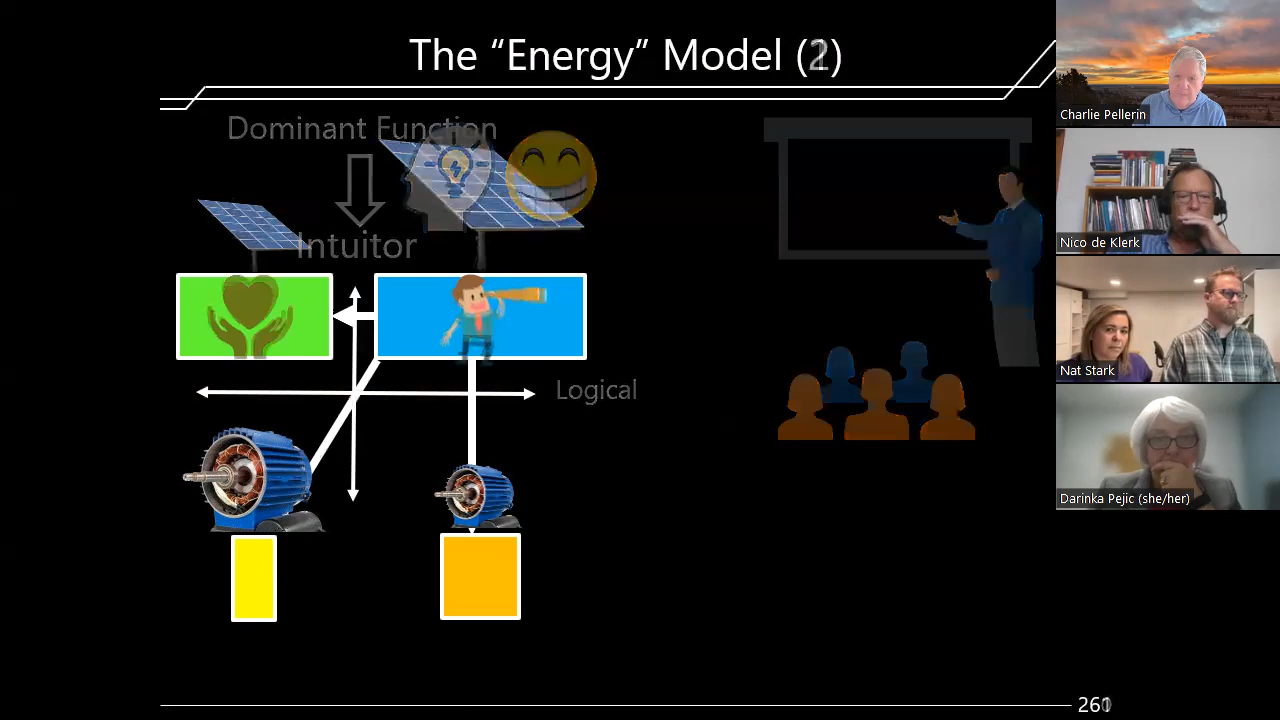 The “Energy” Model (2)
Dominant Function
Intuitor
Logical
Charlie Pellerin
Nico de Klerk
Nat Stark
Darinka Pejic (she/her)